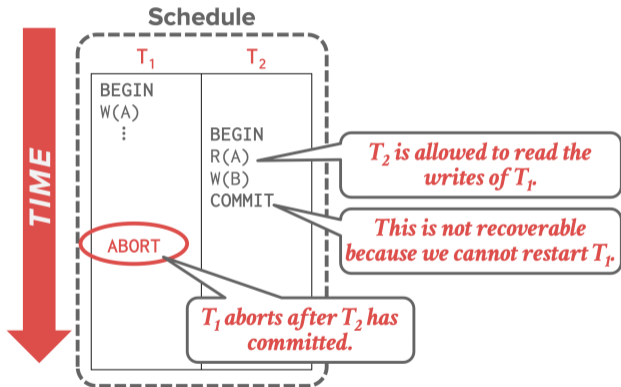 Schedule
TIME
T₁ T₂
BEGIN
W(A)
⋮
BEGIN
R(A)
W(B)
COMMIT
T₂ is allowed to read the
writes of T₁.
This is not recoverable
because we cannot restart T₁.
ABORT
T₁ aborts after T₂ has
committed.